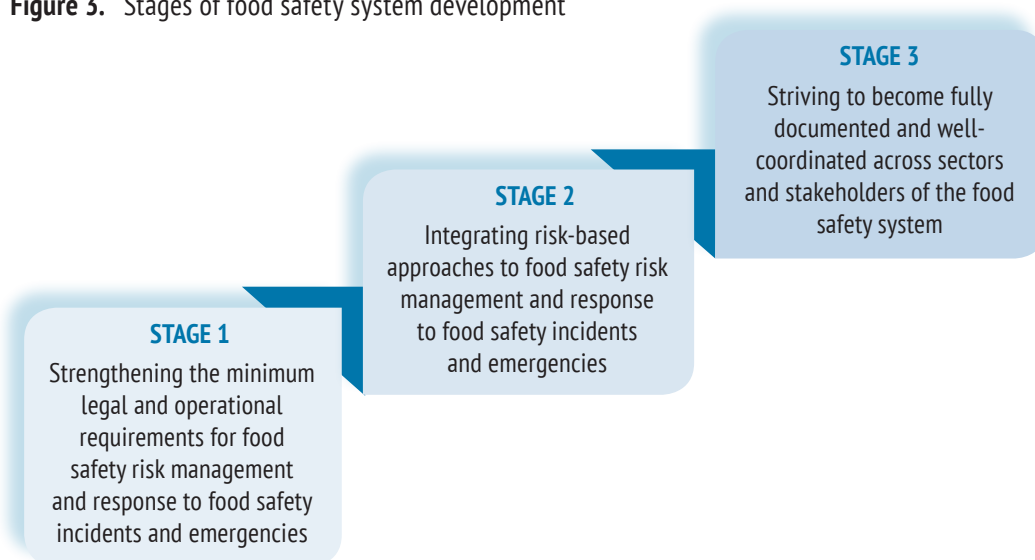 Figure 3. Stages of food safety system development
STAGE 1
Strengthening the minimum
legal and operational
requirements for food
safety risk management
and response to food safety
incidents and emergencies
STAGE 2
Integrating risk-based
approaches to food safety risk
management and response
to food safety incidents
and emergencies
STAGE 3
Striving to become fully
documented and well-
coordinated across sectors
and stakeholders of the food
safety system